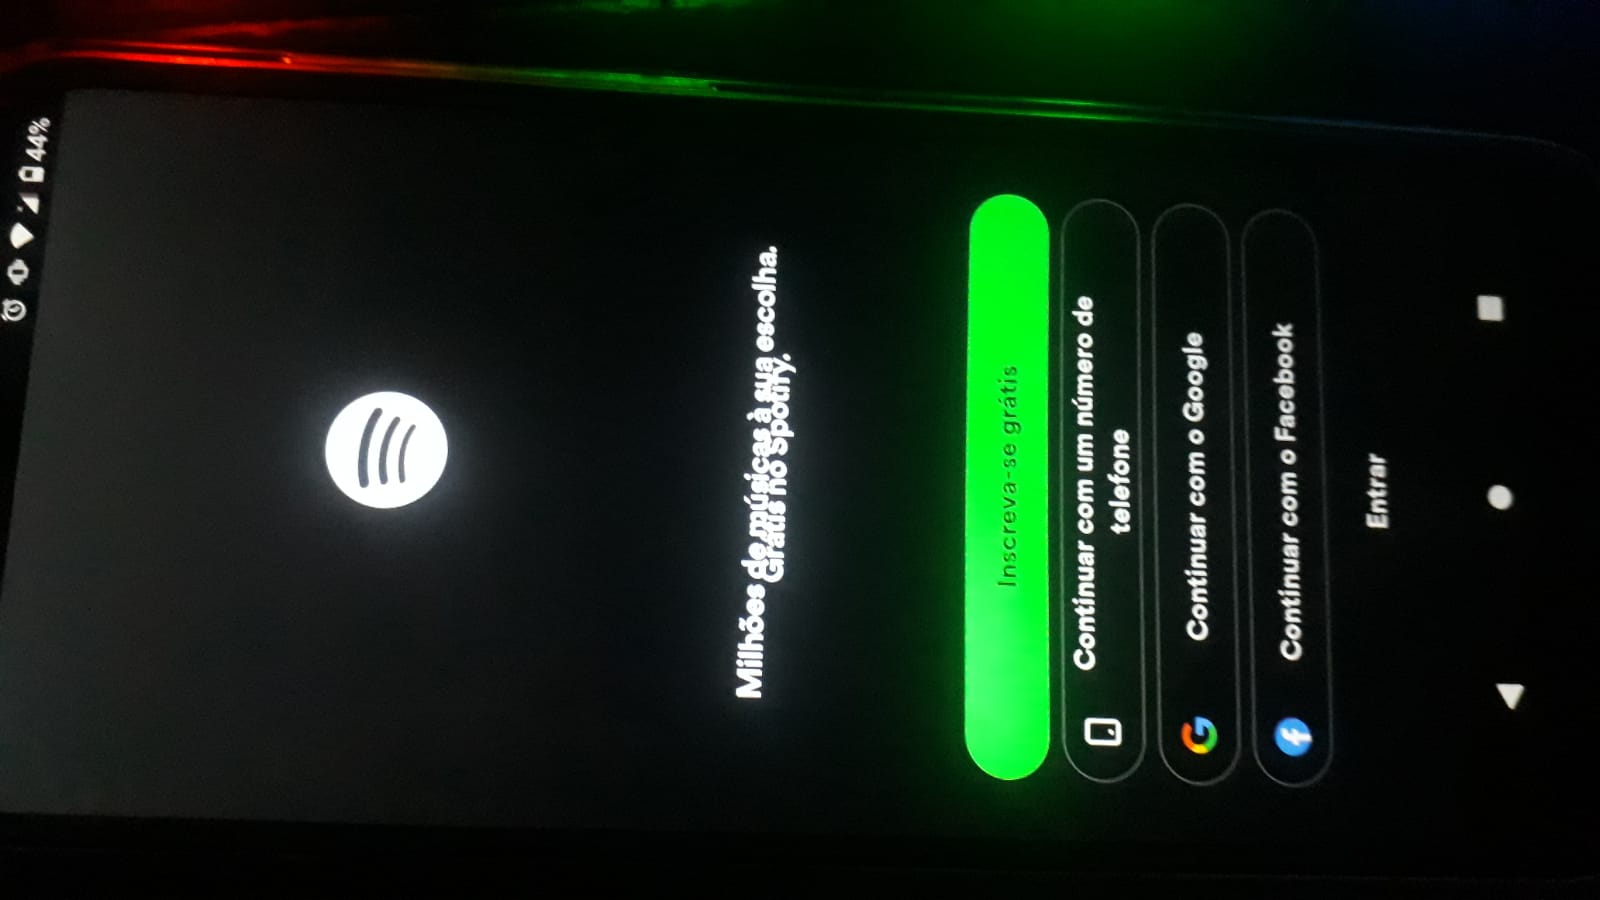 44%
Milhões de músicas à sua escolha.
Grátis no Spotify.
Inscreva-se grátis
Continuar com um número de
telefone
Continuar com o Google
Continuar com o Facebook
Entrar